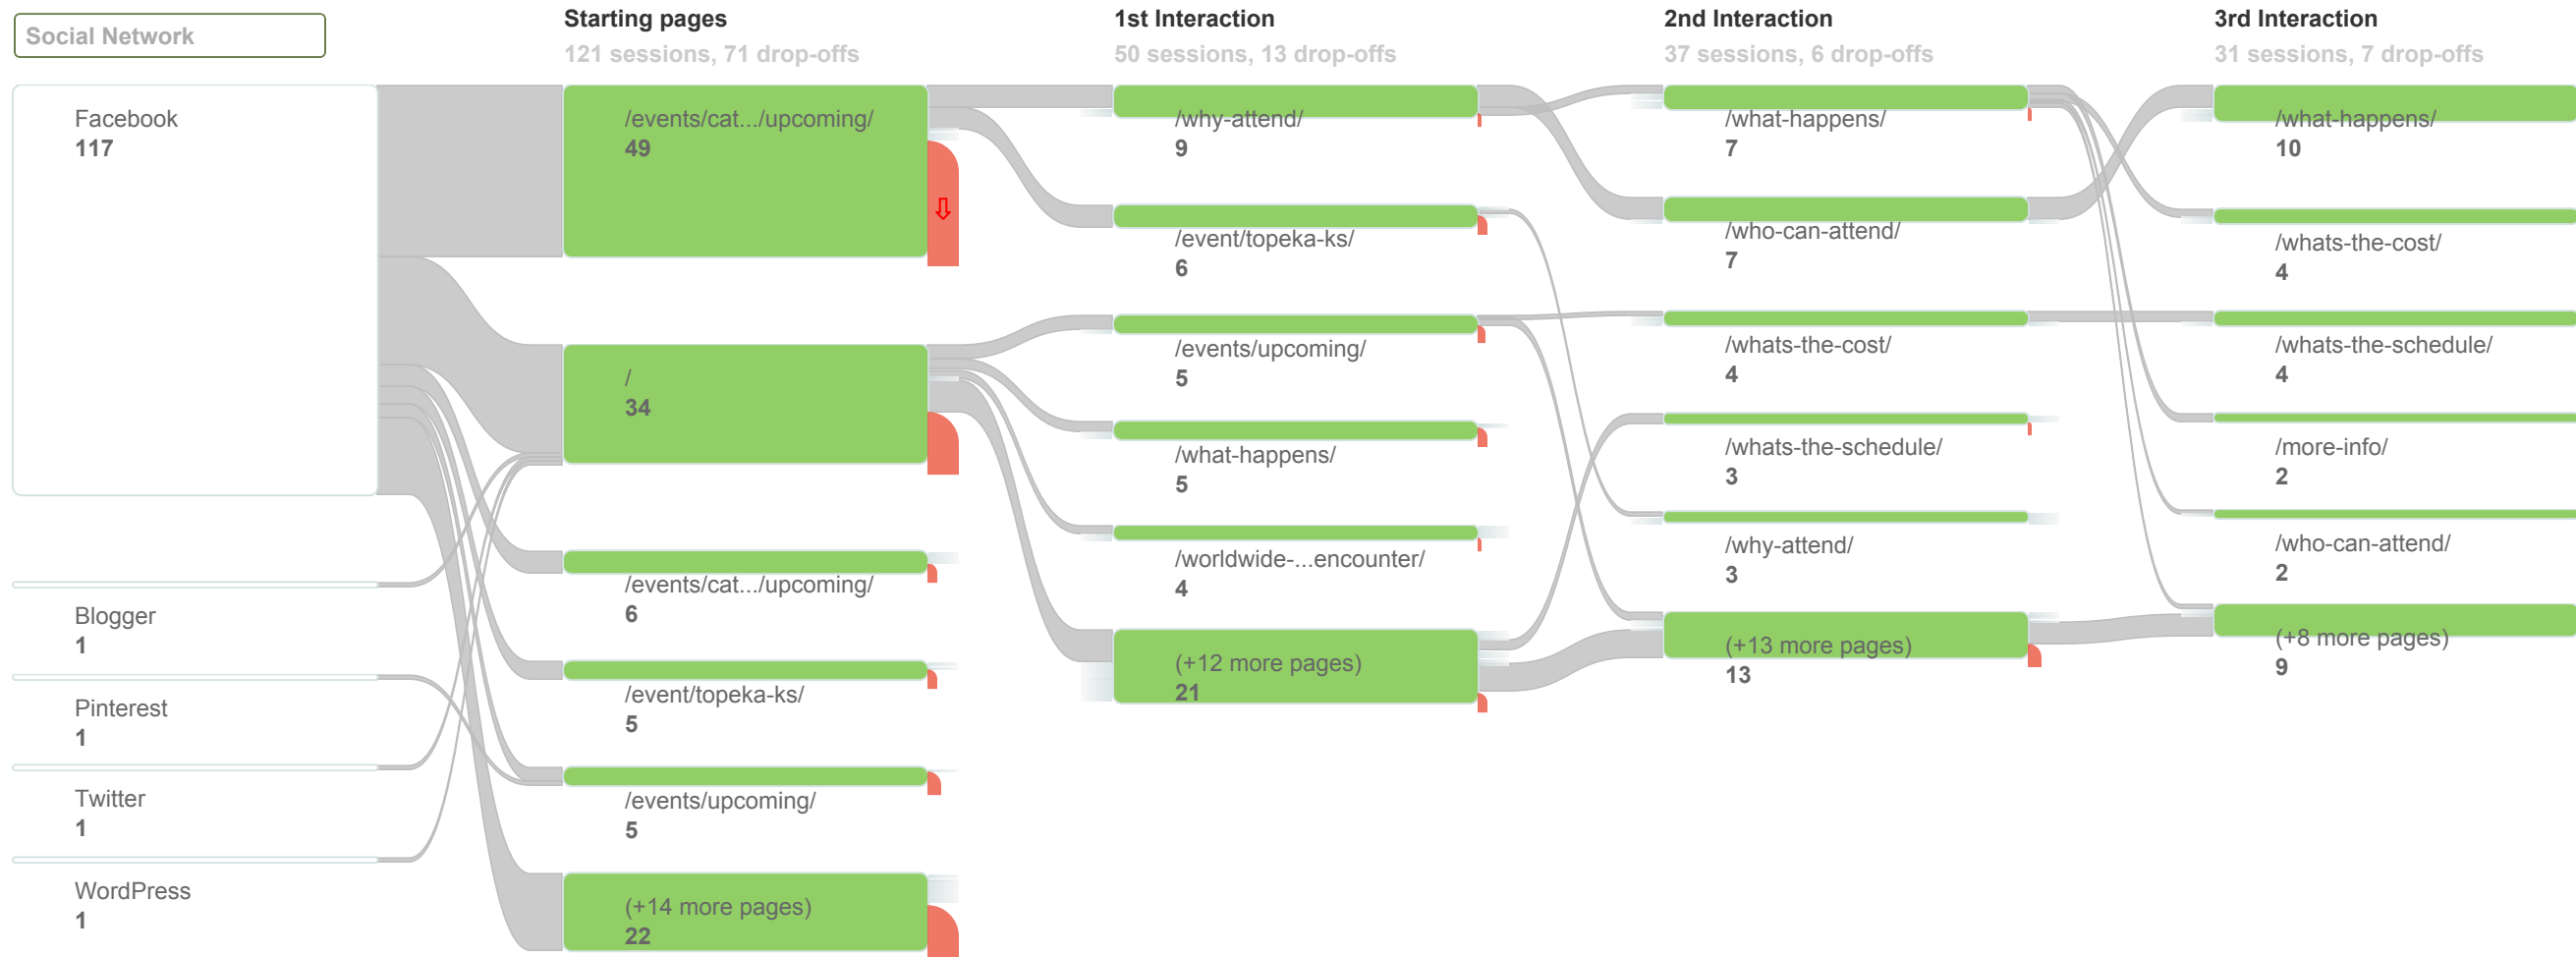 Social Network
Facebook
117
Blogger
1
Pinterest
1
Twitter
1
WordPress
1
Starting pages
121 sessions, 71 drop-offs
/events/cat.../upcoming/
49
/
34
/events/cat.../upcoming/
6
/event/topeka-ks/
5
/events/upcoming/
5
(+14 more pages)
22
1st Interaction
50 sessions, 13 drop-offs
/why-attend/
9
/event/topeka-ks/
6
/events/upcoming/
5
/what-happens/
5
/worldwide-...encounter/
4
(+12 more pages)
21
2nd Interaction
37 sessions, 6 drop-offs
/what-happens/
7
/who-can-attend/
7
/whats-the-cost/
4
/whats-the-schedule/
3
/why-attend/
3
(+13 more pages)
13
3rd Interaction
31 sessions, 7 drop-offs
/what-happens/
10
/whats-the-cost/
4
/whats-the-schedule/
4
/more-info/
2
/who-can-attend/
2
(+8 more pages)
9